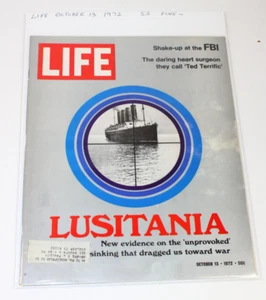 LIFE OCTOBER 13 1972
LIFE
Shake-up at the FBI
The daring heart surgeon
they call 'Ted Terrific'
LUSITANIA
New evidence on the 'unprovoked'
sinking that dragged us toward war
OCTOBER 13 · 1972 · 50¢